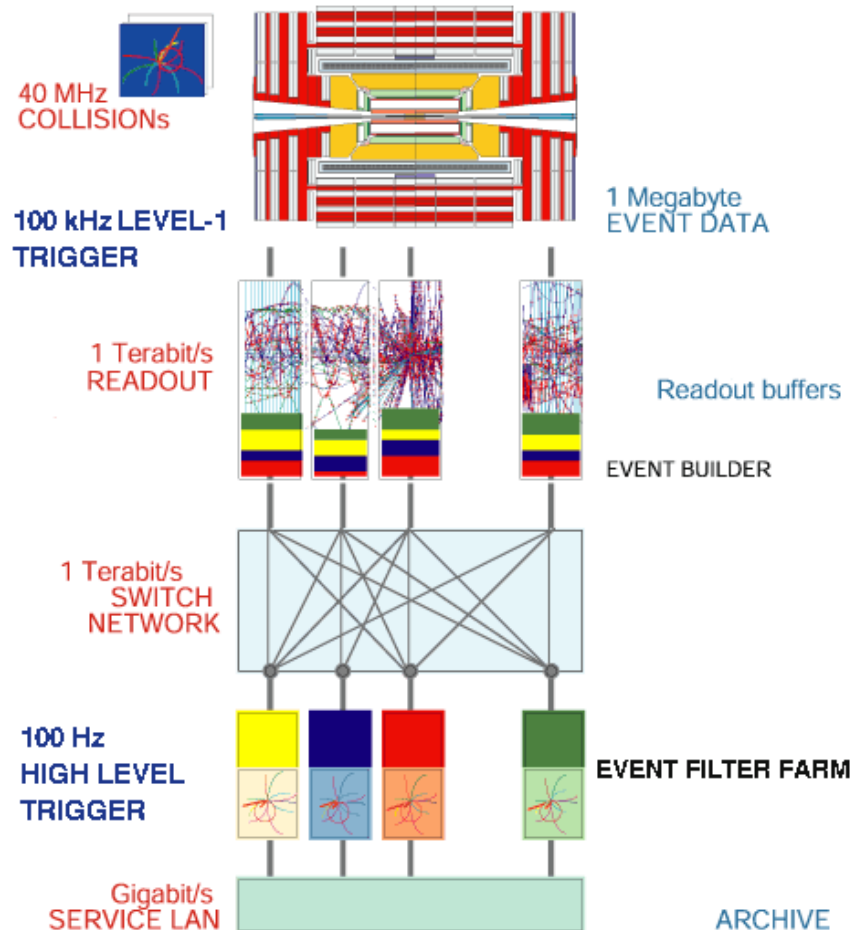 40 MHz
COLLISIONs
1 Megabyte
EVENT DATA
100 kHz LEVEL-1
TRIGGER
1 Terabit/s
READOUT
Readout buffers
EVENT BUILDER
1 Terabit/s
SWITCH
NETWORK
100 Hz
HIGH LEVEL
TRIGGER
EVENT FILTER FARM
Gigabit/s
SERVICE LAN
ARCHIVE